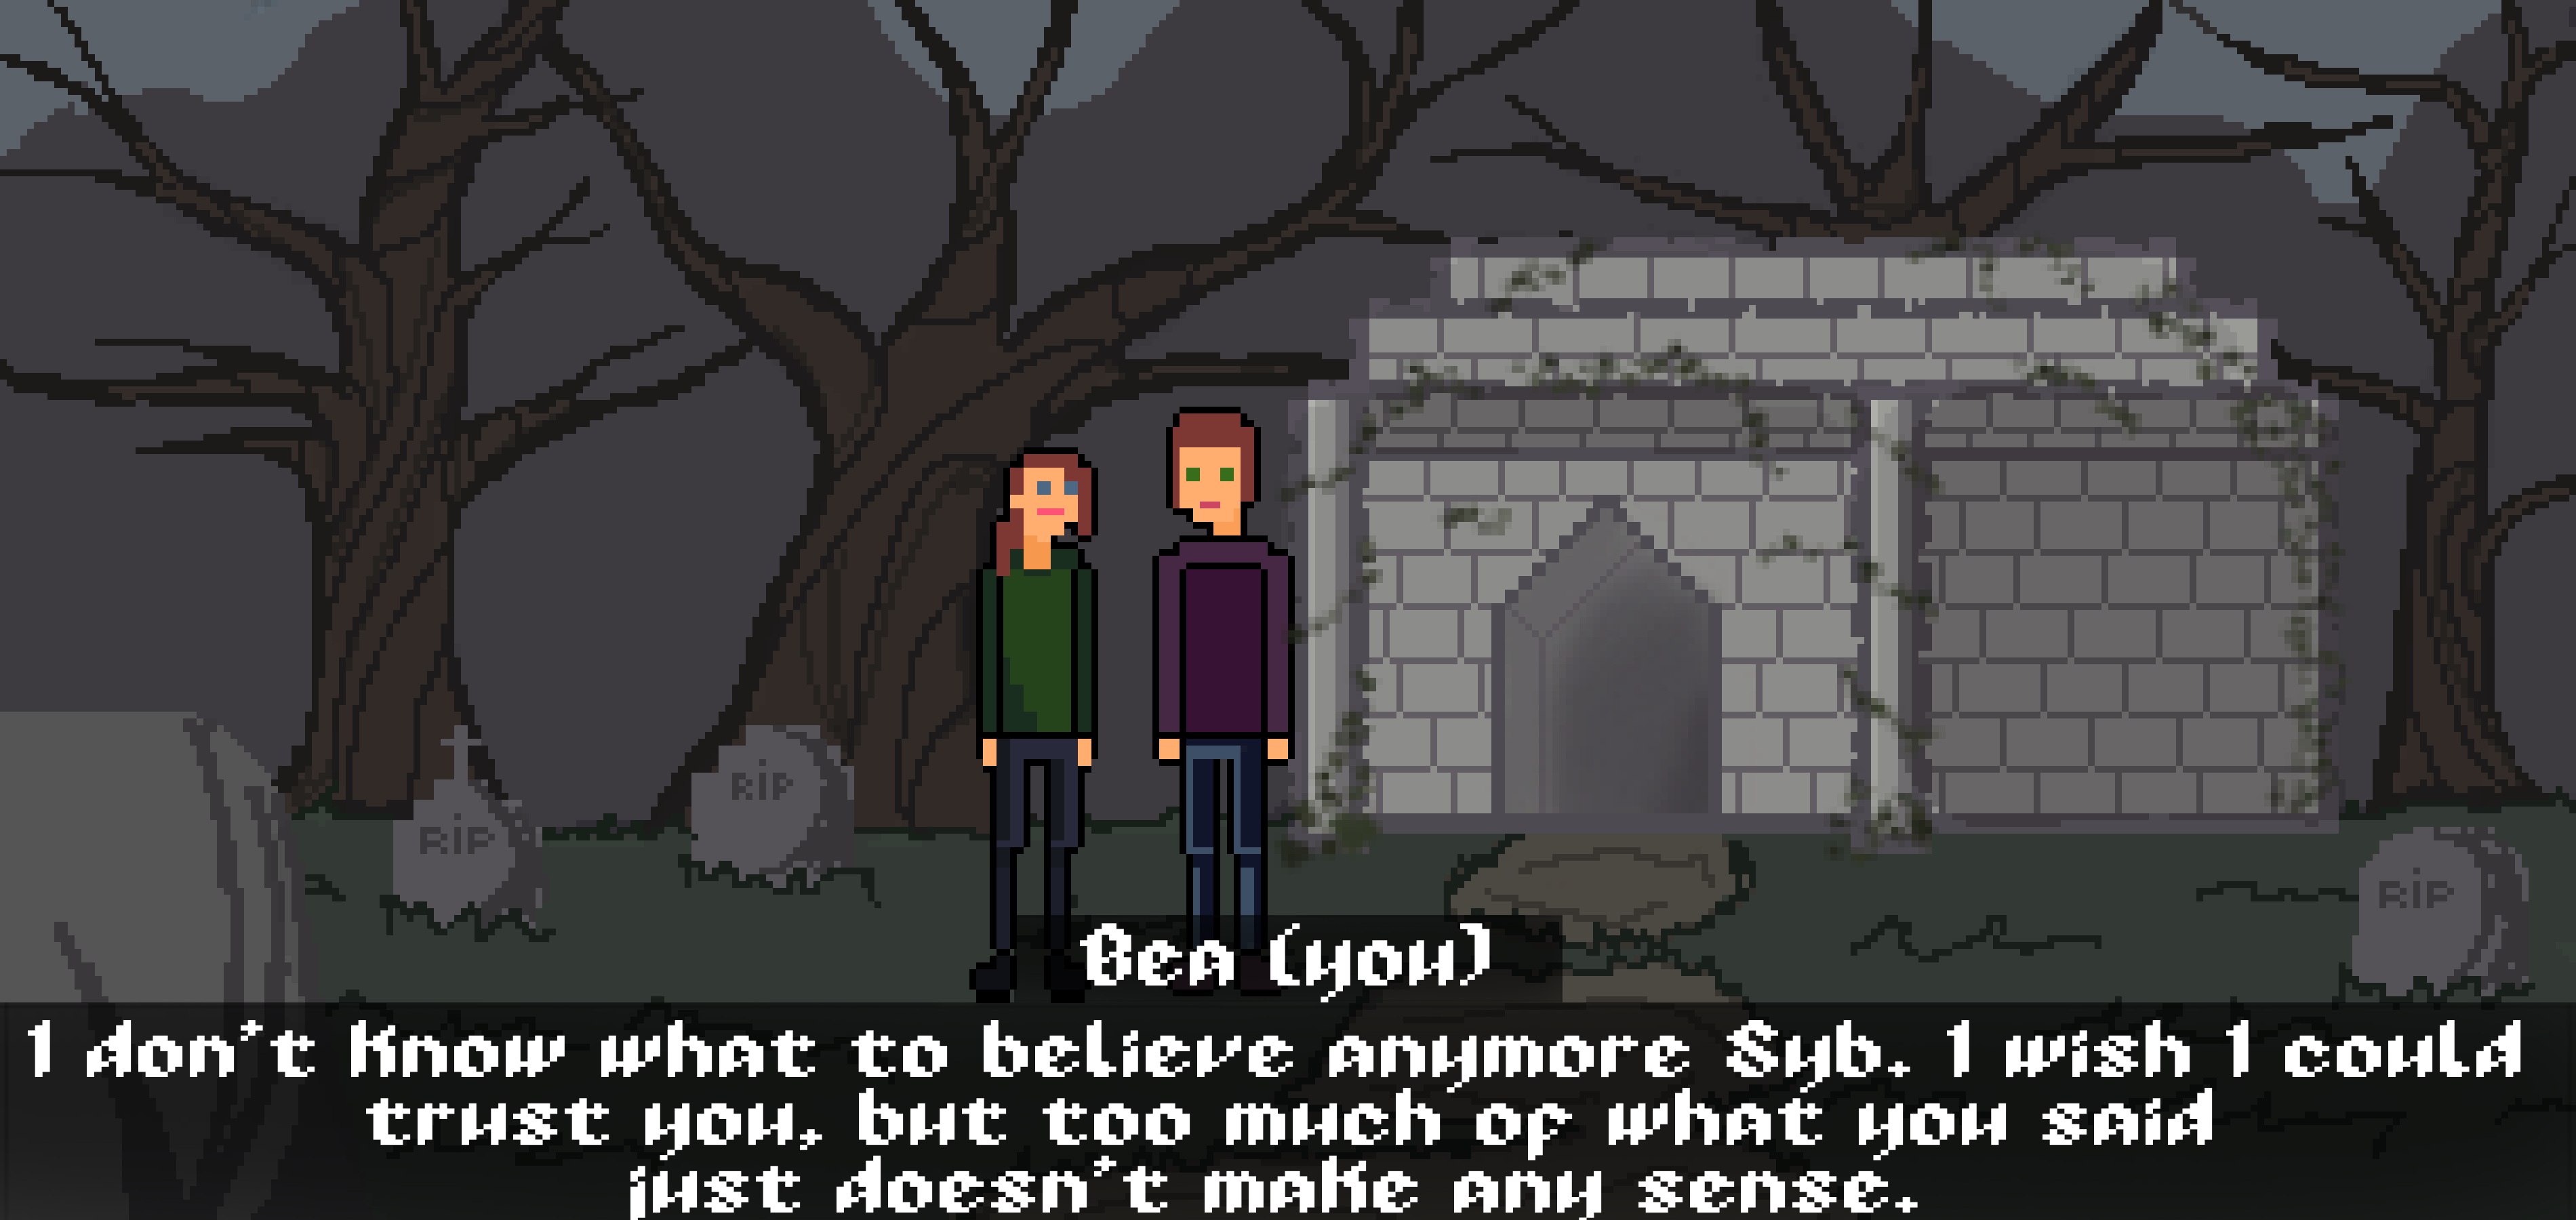 RiP
RiP
RiP
Bea (you)
I don't know what to believe anymore Syb. I wish I could
trust you, but too much of what you said
just doesn't make any sense.